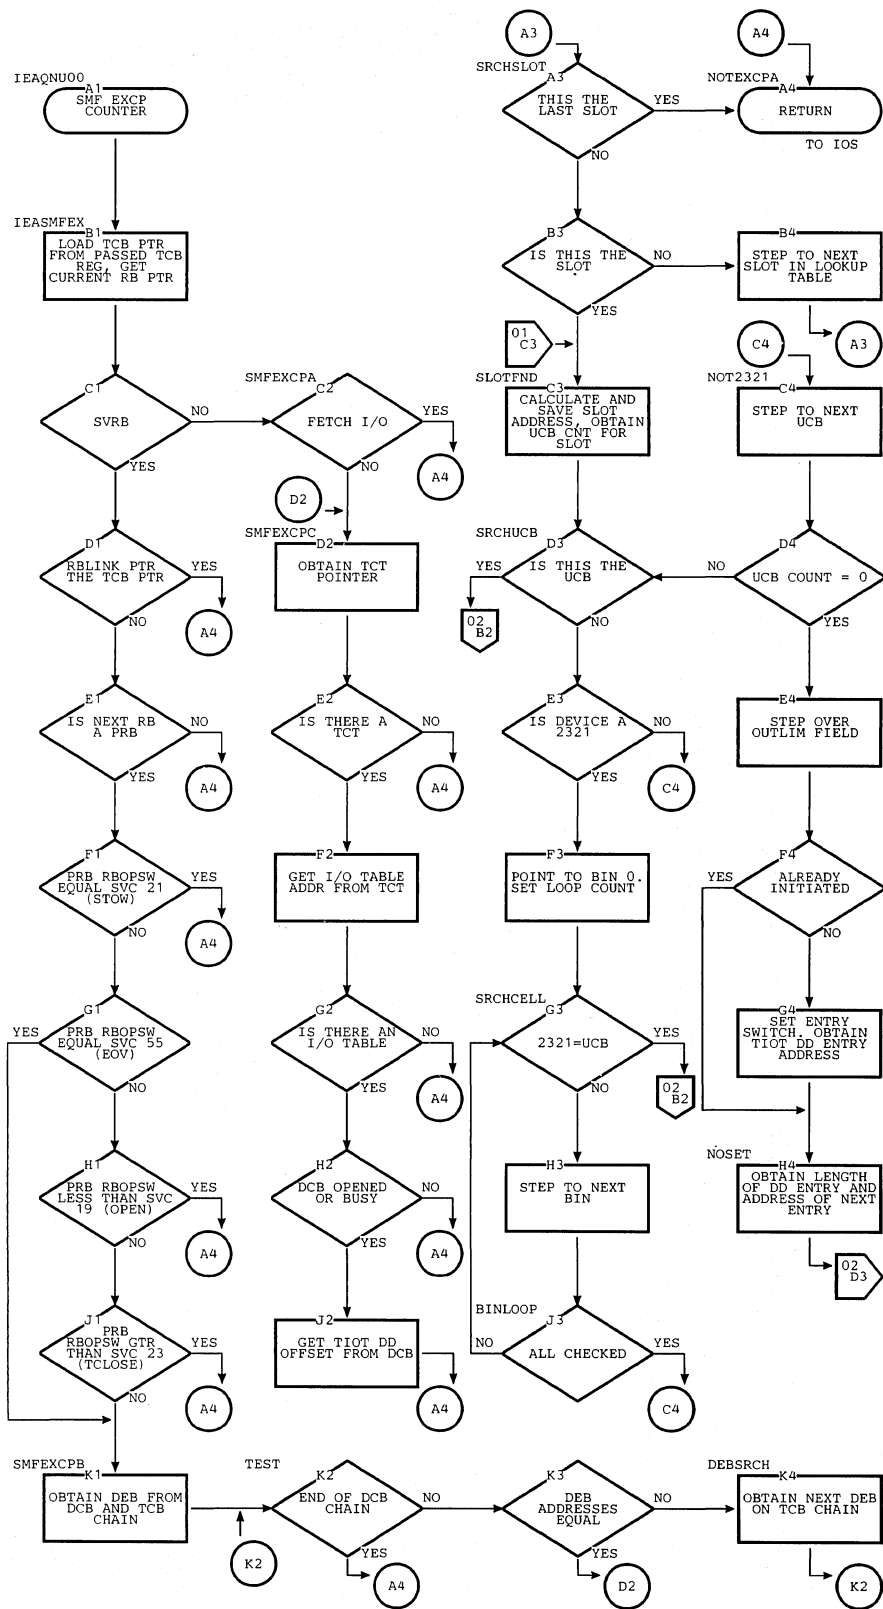 IEAQNU00
A1
SMF EXCP
COUNTER
IEASMFEX
B1
LOAD TCB PTR
FROM PASSED TCB
REG, GET
CURRENT RB PTR
C1
SVRB
NO
YES
D1
RBLINK PTR
THE TCB PTR
YES
A4
NO
E1
IS NEXT RB
A PRB
NO
A4
YES
F1
PRB RBOPSW
EQUAL SVC 21
(STOW)
YES
A4
NO
G1
YES
PRB RBOPSW
EQUAL SVC 55
(EOV)
NO
H1
PRB RBOPSW
LESS THAN SVC
19 (OPEN)
YES
A4
NO
J1
PRB
RBOPSW GTR
THAN SVC 23
(TCLOSE)
YES
A4
NO
SMFEXCPB
K1
OBTAIN DEB FROM
DCB AND TCB
CHAIN
SMFEXCPA
C2
FETCH I/O
YES
A4
NO
D2
SMFEXCPC
D2
OBTAIN TCT
POINTER
E2
IS THERE A
TCT
NO
A4
YES
F2
GET I/O TABLE
ADDR FROM TCT
G2
IS THERE AN
I/O TABLE
NO
A4
YES
H2
DCB OPENED
OR BUSY
NO
A4
YES
J2
GET TIOT DD
OFFSET FROM DCB
A4
TEST
K2
END OF DCB
CHAIN
NO
YES
K2
A4
A3
SRCHSLOT
A3
THIS THE
LAST SLOT
YES
NO
B3
IS THIS THE
SLOT
NO
YES
01
C3
SLOTFND
C3
CALCULATE AND
SAVE SLOT
ADDRESS, OBTAIN
UCB CNT FOR
SLOT
SRCHUCB
D3
YES
IS THIS THE
UCB
02
B2
NO
E3
IS DEVICE A
2321
NO
C4
YES
F3
POINT TO BIN 0.
SET LOOP COUNT
SRCHCELL
G3
2321=UCB
YES
02
B2
NO
H3
STEP TO NEXT
BIN
BINLOOP
J3
NO
ALL CHECKED
YES
C4
K3
DEB
ADDRESSES
EQUAL
NO
YES
D2
A4
NOTEXCPA
A4
RETURN
TO IOS
B4
STEP TO NEXT
SLOT IN LOOKUP
TABLE
A3
C4
NOT2321
C4
STEP TO NEXT
UCB
D4
NO
UCB COUNT = 0
YES
E4
STEP OVER
OUTLIM FIELD
F4
YES
ALREADY
INITIATED
NO
G4
SET ENTRY
SWITCH. OBTAIN
TIOT DD ENTRY
ADDRESS
NOSET
H4
OBTAIN LENGTH
OF DD ENTRY AND
ADDRESS OF NEXT
ENTRY
02
D3
DEBSRCH
K4
OBTAIN NEXT DEB
ON TCB CHAIN
K2